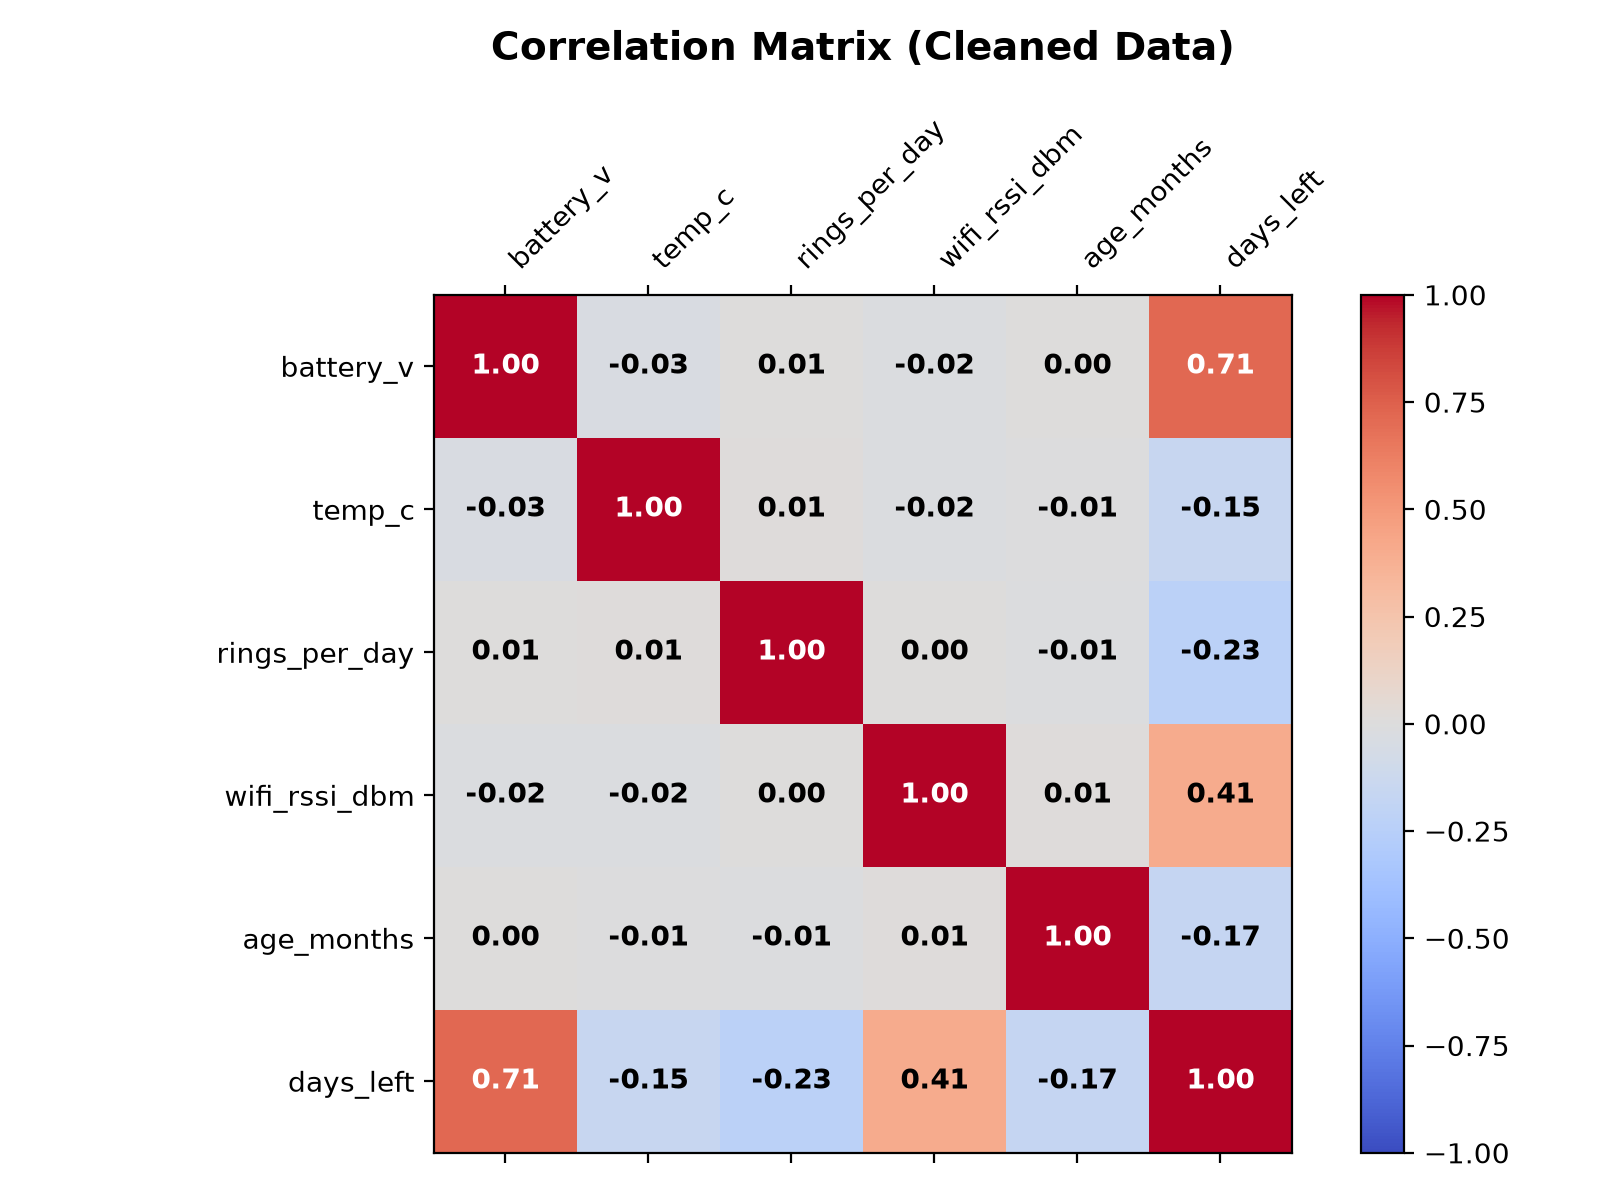 Correlation Matrix (Cleaned Data)
battery_v temp_c rings_per_day wifi_rssi_dbm age_months days_left
battery_v 1.00 -0.03 0.01 -0.02 0.00 0.71
temp_c -0.03 1.00 0.01 -0.02 -0.01 -0.15
rings_per_day 0.01 0.01 1.00 0.00 -0.01 -0.23
wifi_rssi_dbm -0.02 -0.02 0.00 1.00 0.01 0.41
age_months 0.00 -0.01 -0.01 0.01 1.00 -0.17
days_left 0.71 -0.15 -0.23 0.41 -0.17 1.00
1.00
0.75
0.50
0.25
0.00
−0.25
−0.50
−0.75
−1.00